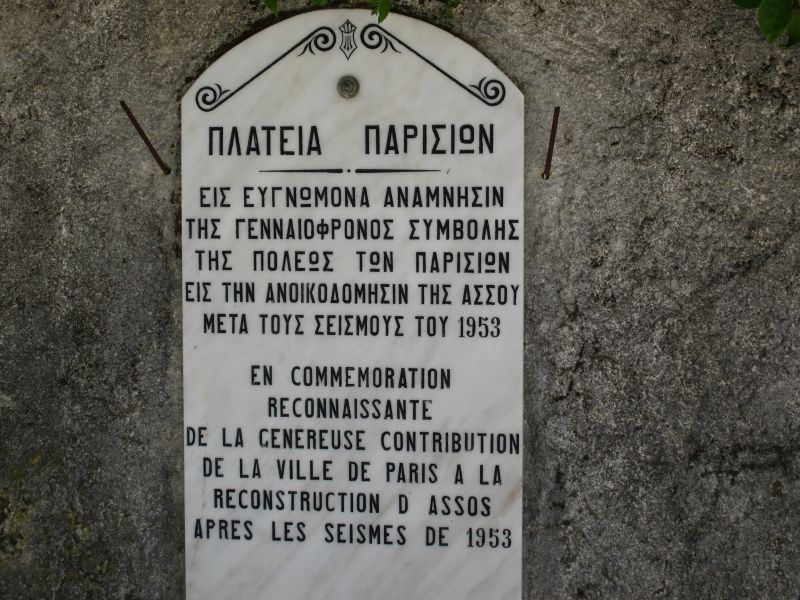 ΠΛΑΤΕΙΑ ΠΑΡΙΣΙΩΝ
ΕΙΣ ΕΥΓΝΩΜΟΝΑ ΑΝΑΜΝΗΣΙΝ
ΤΗΣ ΓΕΝΝΑΙΟΦΡΟΝΟΣ ΣΥΜΒΟΛΗΣ
ΤΗΣ ΠΟΛΕΩΣ ΤΩΝ ΠΑΡΙΣΙΩΝ
ΕΙΣ ΤΗΝ ΑΝΟΙΚΟΔΟΜΗΣΙΝ ΤΗΣ ΑΣΣΟΥ
ΜΕΤΑ ΤΟΥΣ ΣΕΙΣΜΟΥΣ ΤΟΥ 1953
EN COMMEMORATION
RECONNAISSANTE
DE LA GENEREUSE CONTRIBUTION
DE LA VILLE DE PARIS A LA
RECONSTRUCTION D ASSOS
APRES LES SEISMES DE 1953